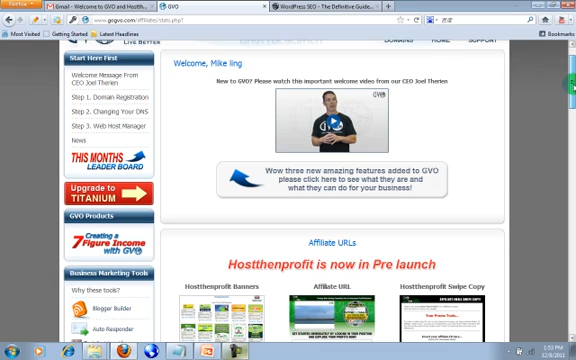 Firefox
Gmail - Welcome to GVO and Hostth...
GVO
WordPress SEO - The Definitive Guide...
www.gogvo.com/affiliates/stats.php?
Most Visited
Getting Started
Latest Headlines
Bookmarks
LIVE BETTER
DOMAINS
HOME
SUPPORT
Start Here First
Welcome Message From
CEO Joel Therien
Step 1. Domain Registration
Step 2. Changing Your DNS
Step 3. Web Host Manager
News
THIS MONTHS
LEADER BOARD
Upgrade to
TITANIUM
GVO Products
Creating a
7 Figure Income
with GVO
Business Marketing Tools
Why these tools?
Blogger Builder
Auto Responder
Welcome, Mike ling
New to GVO? Please watch this important welcome video from our CEO Joel Therien
GVO
Wow three new amazing features added to GVO
please click here to see what they are and
what they can do for your business!
Affiliate URLs
Hostthenprofit is now in Pre launch
Hostthenprofit Banners
Affiliate URL
Hostthenprofit Swipe Copy
1:53 PM